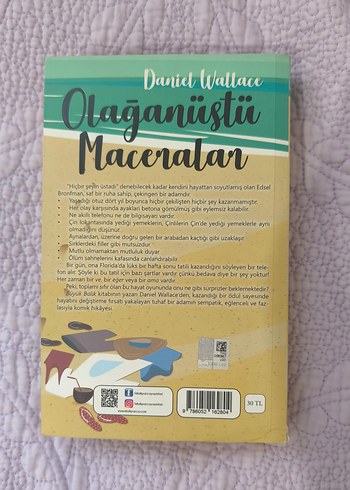 Daniel Wallace
Olağanüstü
Maceralar
"Hiçbir şeyin üstadı" denebilecek kadar kendini hayattan soyutlamış olan Edsel
Bronfman, saf bir ruha sahip, çekingen bir adamdır.
• Yaşadığı otuz dört yıl boyunca hiçbir çekilişten hiçbir şey kazanmamıştır.
• Her olay karşısında ayakları betona gömülmüş gibi eylemsiz kalabilir.
• Ne akıllı telefonu ne de bilgisayarı vardır.
• Çin lokantasında yediği yemeklerin, Çinlilerin Çin'de yediği yemeklerle aynı
olmadığını düşünür.
• Aynalardan, üzerine doğru gelen bir arabadan kaçtığı gibi uzaklaşır.
• Sirklerdeki filler gibi mutsuzdur.
• Mutlu olmamaktan mutluluk duyar.
• Ölüm sahnelerini kafasında canlandırabilir.
Bir gün, ona Florida'da lüks bir hafta sonu tatili kazandığını söyleyen bir tele-
fon alır. Şöyle ki bu tatil için bazı şartlar vardır çünkü bedava diye bir şey yoktur!
Her zaman bir ve, bir eğer veya bir ama vardır.
Peki, toplamı sıfır olan bu hayat oyununda onu ne gibi sürprizler beklemektedir?
Büyük Balık kitabının yazarı Daniel Wallace'den, kazandığı bir ödül sayesinde
hayatını değiştirme fırsatı yakalayan tuhaf bir adamın sempatik, eğlenceli ve faz-
lasıyla komik hikâyesi.
30 TL
9 786002 162804